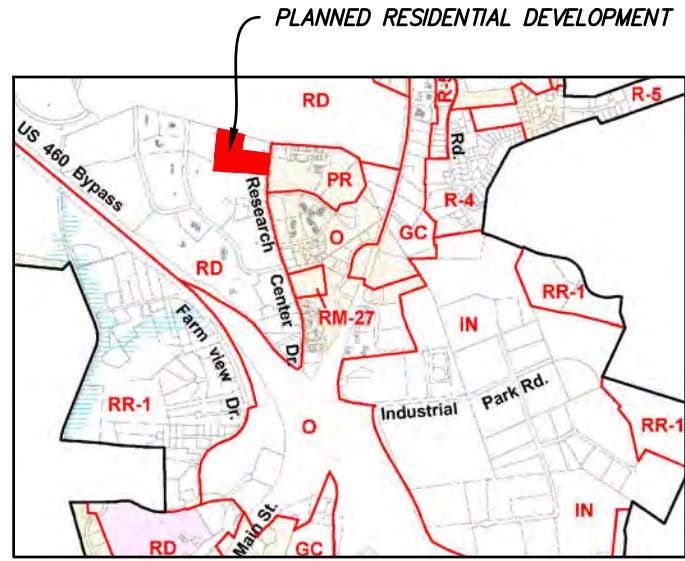 PLANNED RESIDENTIAL DEVELOPMENT
RD
R-5
R-5
US 460 Bypass
Rd.
PR
R-4
Research Center Dr.
O
GC
RD
RR-1
RM-27
IN
Farm view Dr.
RR-1
Industrial Park Rd.
O
RR-1
IN
Main St.
RD
GC